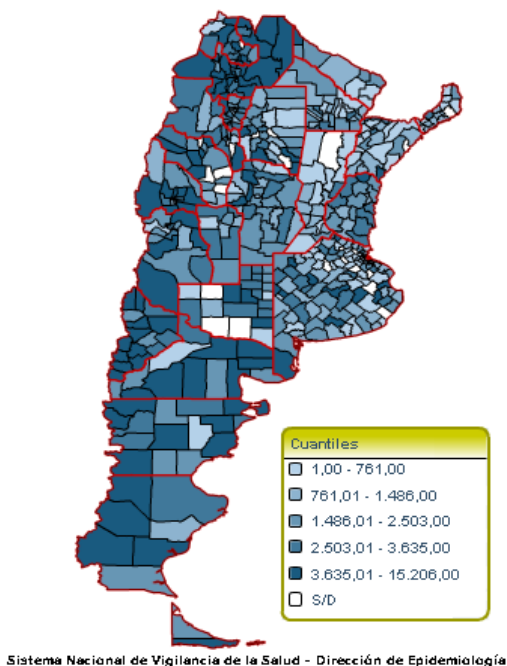 Cuantiles
1,00 - 761,00
761,01 - 1.486,00
1.486,01 - 2.503,00
2.503,01 - 3.635,00
3.635,01 - 15.206,00
S/D
Sistema Nacional de Vigilancia de la Salud - Dirección de Epidemiología